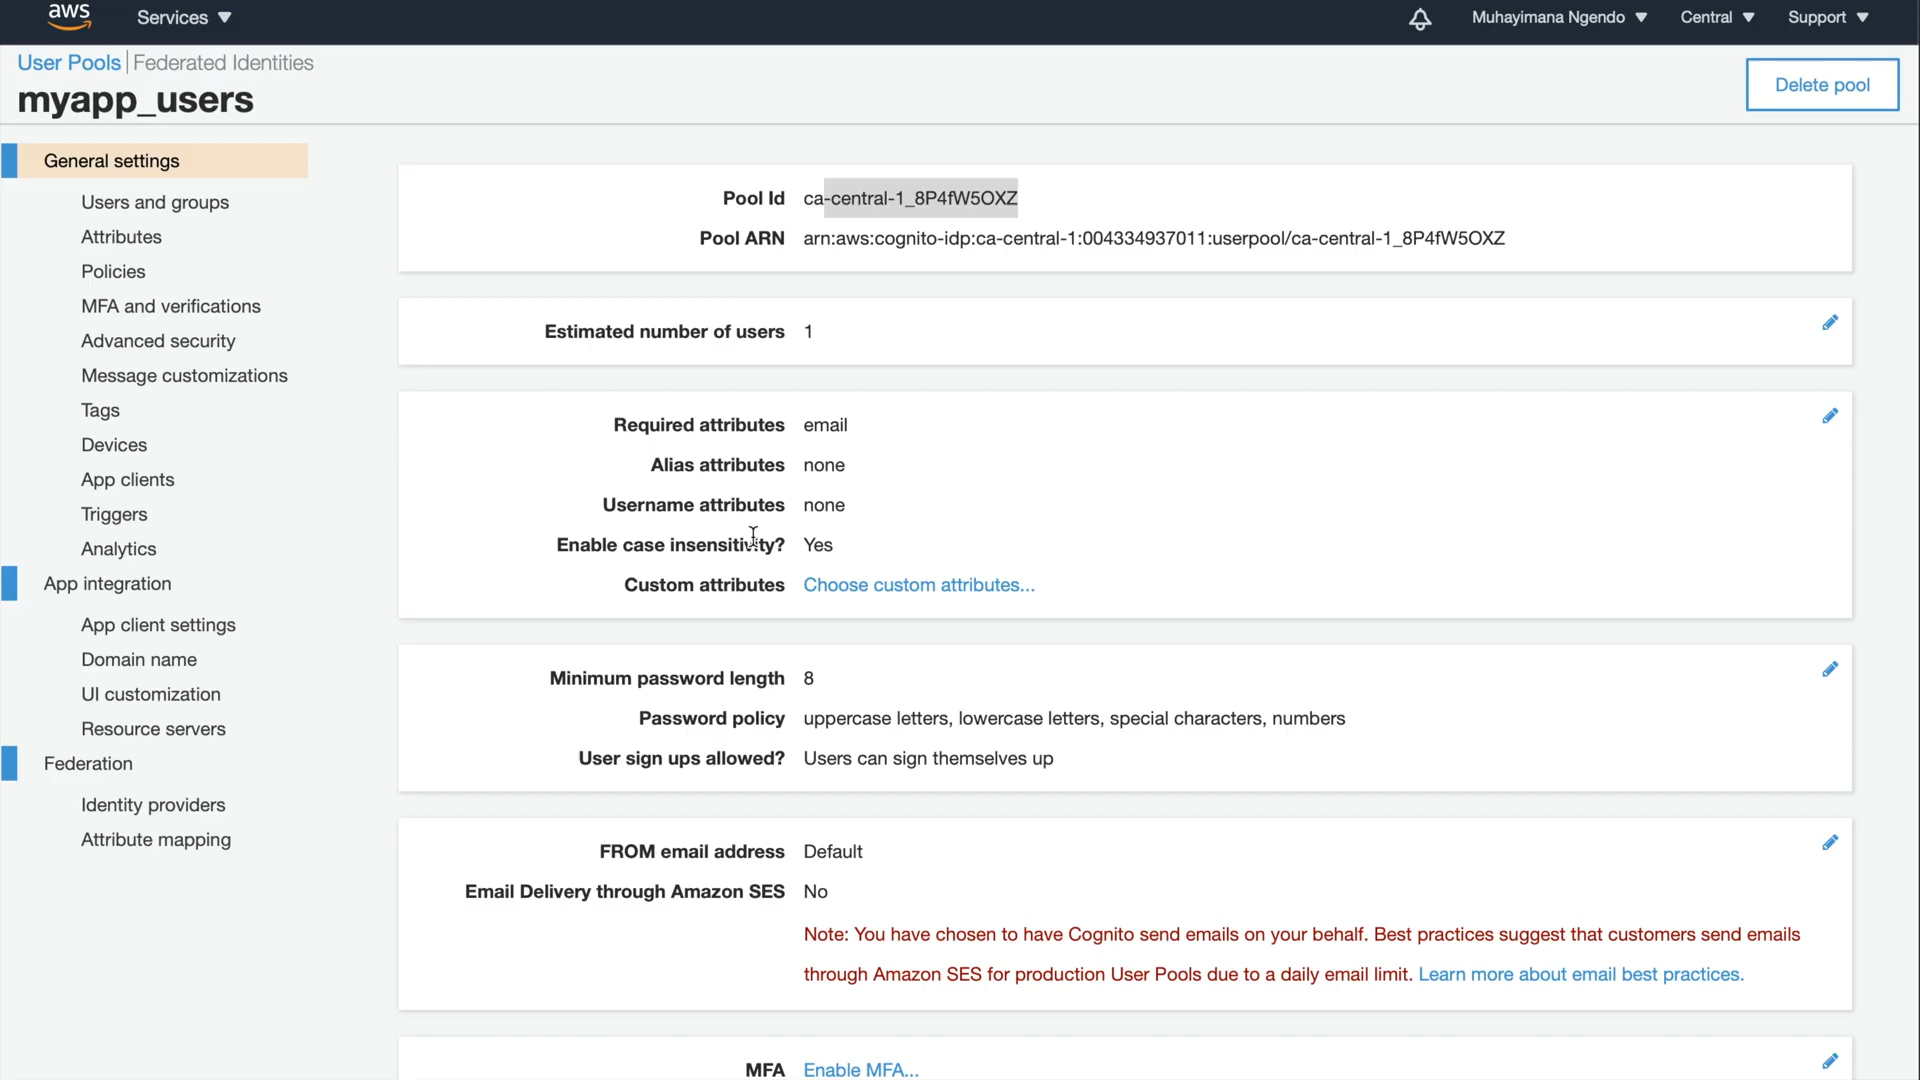 aws
Services
Muhayimana Ngendo
Central
Support
User Pools
Federated Identities
myapp_users
Delete pool
General settings
Users and groups
Attributes
Policies
MFA and verifications
Advanced security
Message customizations
Tags
Devices
App clients
Triggers
Analytics
App integration
App client settings
Domain name
UI customization
Resource servers
Federation
Identity providers
Attribute mapping
Pool Id ca-central-1_8P4fW5OXZ
Pool ARN arn:aws:cognito-idp:ca-central-1:004334937011:userpool/ca-central-1_8P4fW5OXZ
Estimated number of users 1
Required attributes email
Alias attributes none
Username attributes none
Enable case insensitivity? Yes
Custom attributes Choose custom attributes...
Minimum password length 8
Password policy uppercase letters, lowercase letters, special characters, numbers
User sign ups allowed? Users can sign themselves up
FROM email address Default
Email Delivery through Amazon SES No
Note: You have chosen to have Cognito send emails on your behalf. Best practices suggest that customers send emails
through Amazon SES for production User Pools due to a daily email limit. Learn more about email best practices.
MFA Enable MFA...